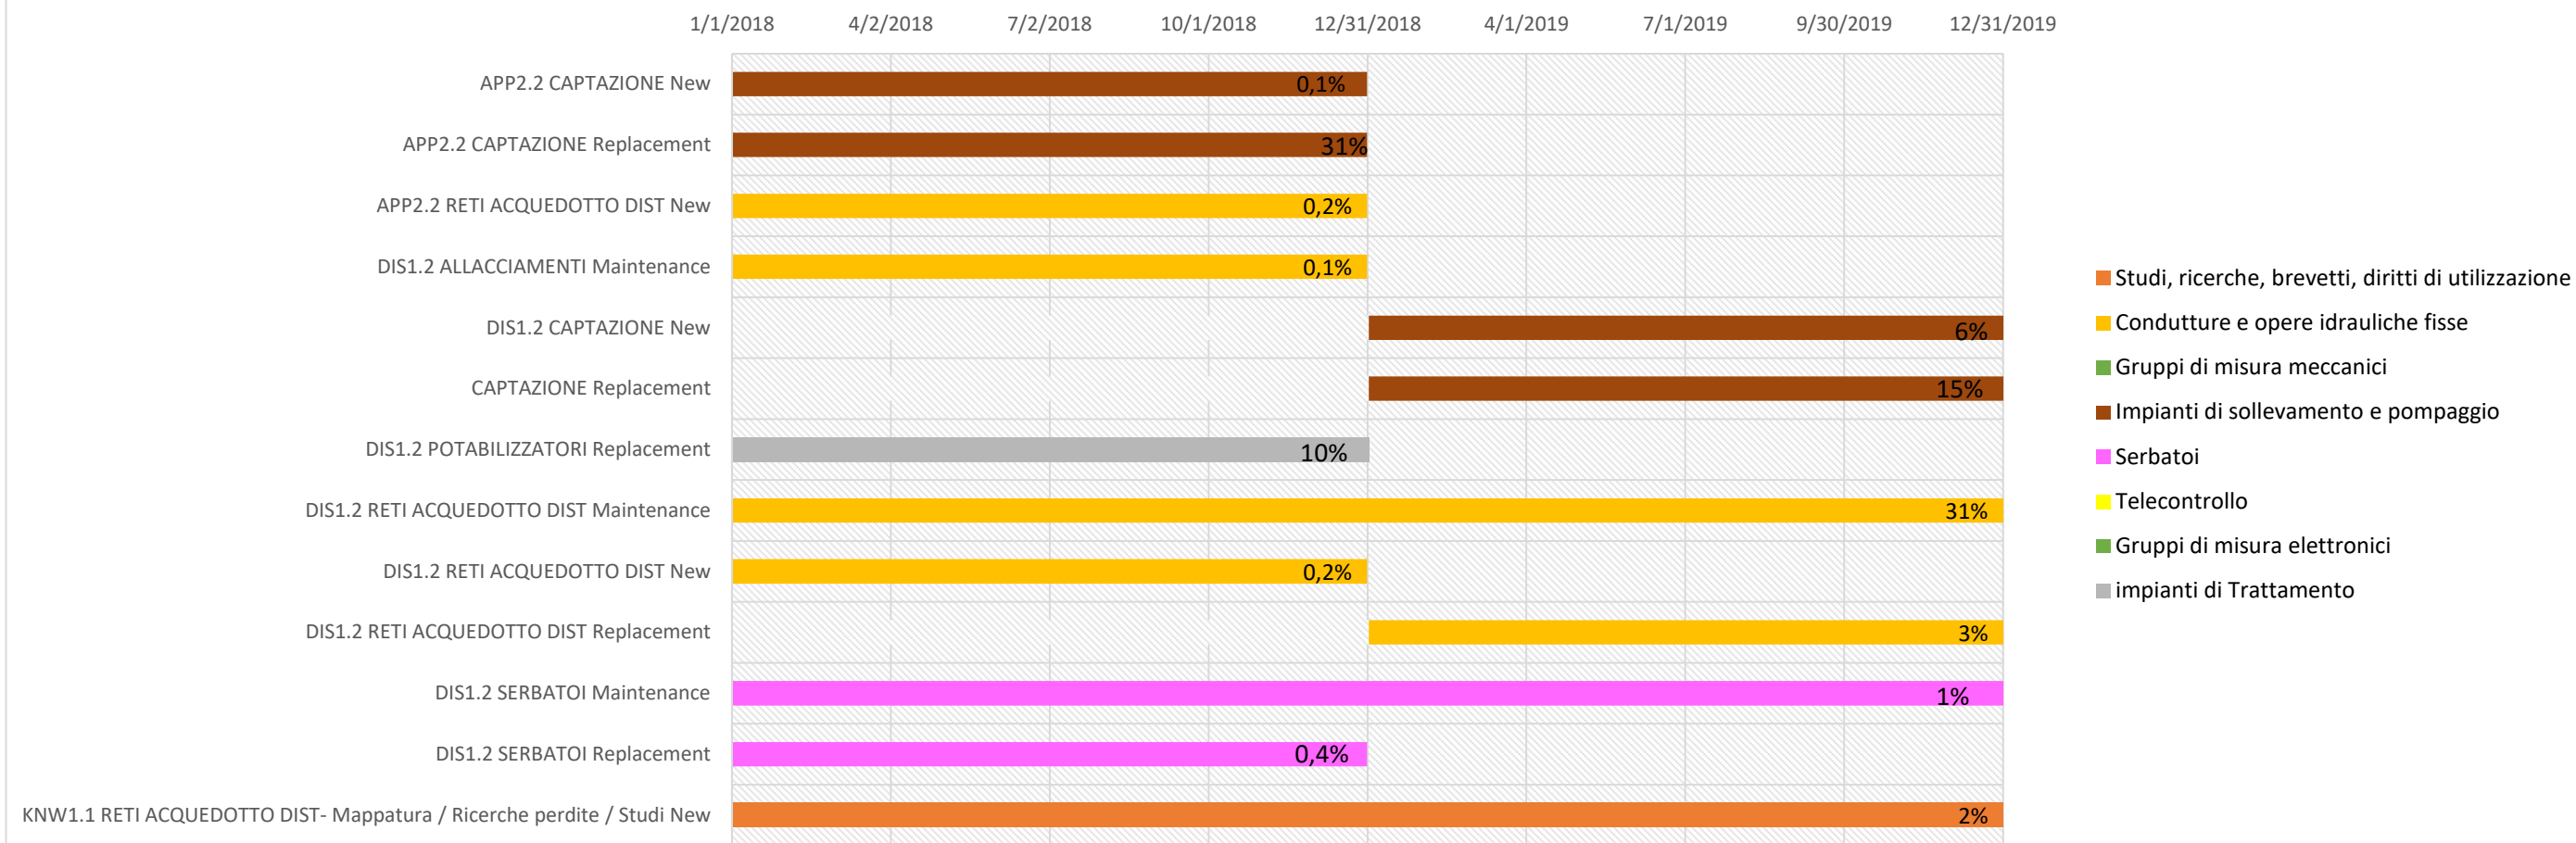 1/1/2018 4/2/2018 7/2/2018 10/1/2018 12/31/2018 4/1/2019 7/1/2019 9/30/2019 12/31/2019
APP2.2 CAPTAZIONE New 0,1%
APP2.2 CAPTAZIONE Replacement 31%
APP2.2 RETI ACQUEDOTTO DIST New 0,2%
DIS1.2 ALLACCIAMENTI Maintenance 0,1%
DIS1.2 CAPTAZIONE New 6%
CAPTAZIONE Replacement 15%
DIS1.2 POTABILIZZATORI Replacement 10%
DIS1.2 RETI ACQUEDOTTO DIST Maintenance 31%
DIS1.2 RETI ACQUEDOTTO DIST New 0,2%
DIS1.2 RETI ACQUEDOTTO DIST Replacement 3%
DIS1.2 SERBATOI Maintenance 1%
DIS1.2 SERBATOI Replacement 0,4%
KNW1.1 RETI ACQUEDOTTO DIST- Mappatura / Ricerche perdite / Studi New 2%
Studi, ricerche, brevetti, diritti di utilizzazione
Condutture e opere idrauliche fisse
Gruppi di misura meccanici
Impianti di sollevamento e pompaggio
Serbatoi
Telecontrollo
Gruppi di misura elettronici
impianti di Trattamento